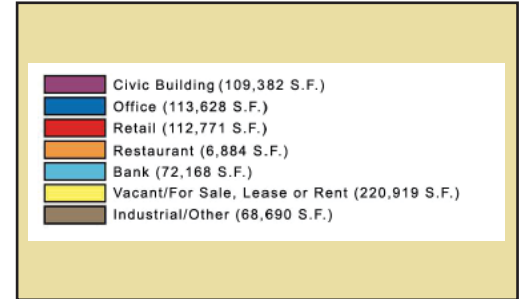 Civic Building (109,382 S.F.)
Office (113,628 S.F.)
Retail (112,771 S.F.)
Restaurant (6,884 S.F.)
Bank (72,168 S.F.)
Vacant/For Sale, Lease or Rent (220,919 S.F.)
Industrial/Other (68,690 S.F.)